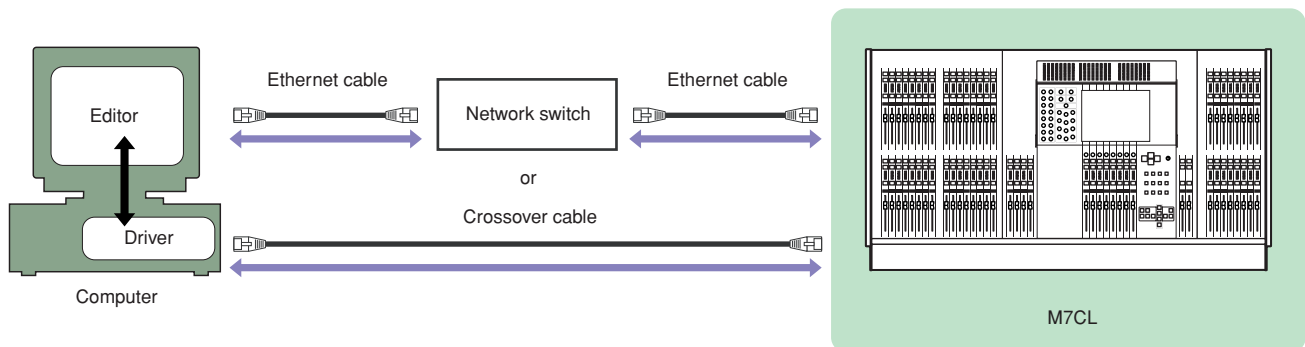 Editor
Driver
Computer
Ethernet cable
Network switch
Ethernet cable
or
Crossover cable
M7CL